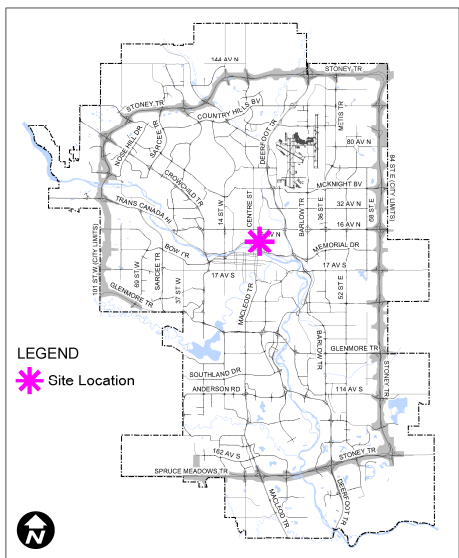 144 AV N
STONEY TR
STONEY TR
COUNTRY HILLS BV
NOSE HILL DR
SARCEE TR
DEERFOOT TR
METIS TR
80 AV N
84 ST E (CITY LIMITS)
CROWCHILD TR
MCKNIGHT BV
TRANS CANADA HI
14 ST W
CENTRE ST
BARLOW TR
36 ST E
32 AV N
68 ST E
16 AV N
AV N
101 ST W (CITY LIMITS)
BOW TR
MEMORIAL DR
69 ST W
SARCEE TR
37 ST W
17 AV S
17 AV S
GLENMORE TR
MACLEOD TR
52 ST E
BARLOW TR
GLENMORE TR
LEGEND
Site Location
SOUTHLAND DR
ANDERSON RD
114 AV S
STONEY TR
162 AV S
STONEY TR
SPRUCE MEADOWS TR
MACLEOD TR
DEERFOOT TR
N